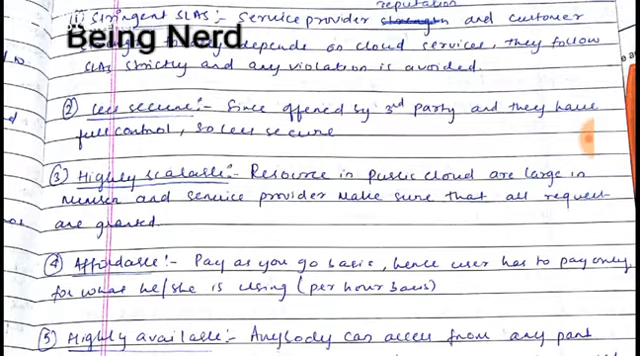 reputation
① Stringent SLAs :- Service provider strength and customer
Being Nerd
depends on cloud services, they follow
SLAs strictly and any violation is avoided.
② Less secure :- Since offered by 3rd party and they have
full control, so less secure
③ Highly scalable :- Resource in Public cloud are large in
number and service provider make sure that all request
are granted.
④ Affordable :- Pay as you go basic, hence user has to pay only
for what he/she is using (per hour basis)
⑤ Highly available :- Anybody can access from any part